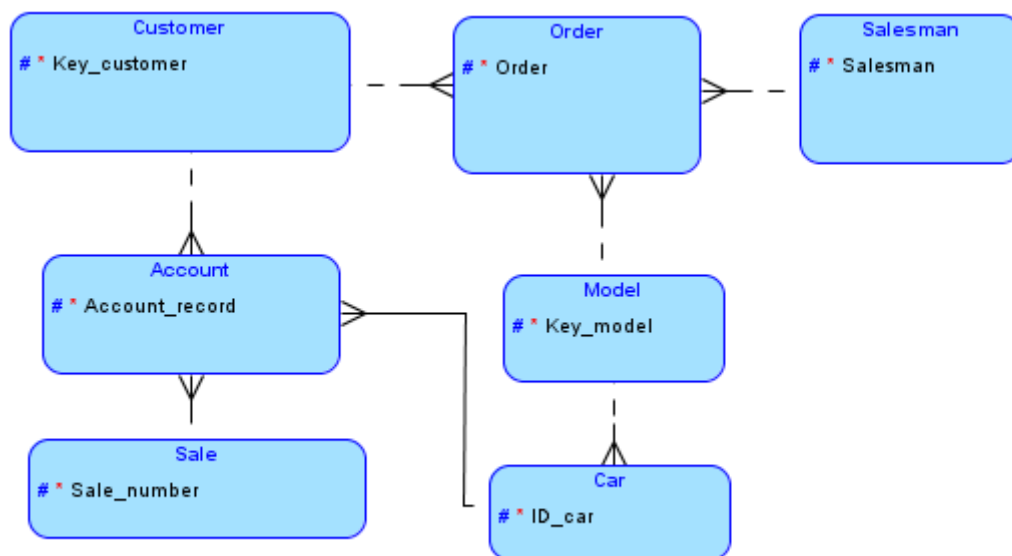 Customer
# * Key_customer
Order
# * Order
Salesman
# * Salesman
Account
# * Account_record
Model
# * Key_model
Sale
# * Sale_number
Car
# * ID_car